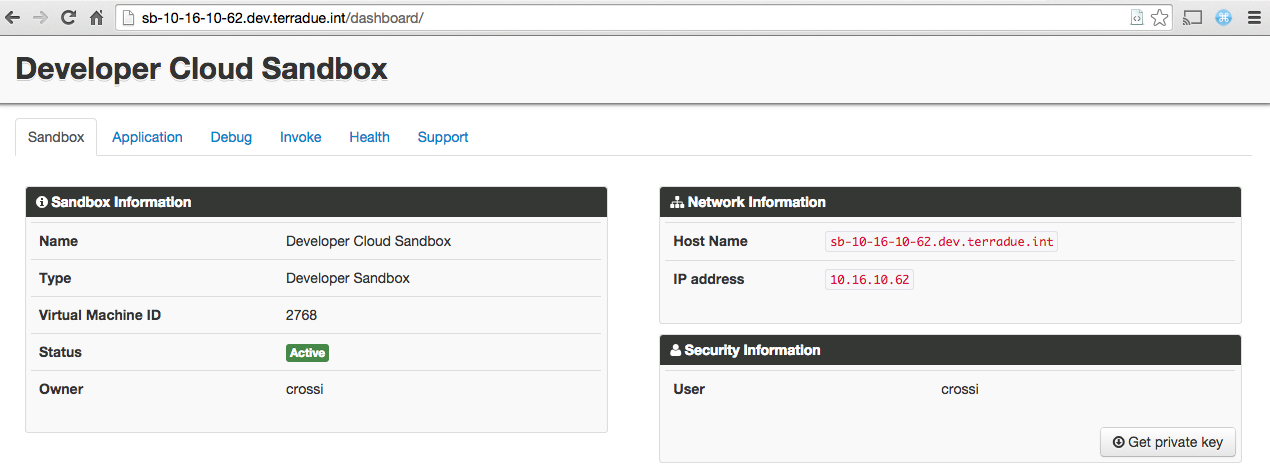 sb-10-16-10-62.dev.terradue.int/dashboard/
Developer Cloud Sandbox
Sandbox Application Debug Invoke Health Support
Sandbox Information
Name Developer Cloud Sandbox
Type Developer Sandbox
Virtual Machine ID 2768
Status Active
Owner crossi
Network Information
Host Name sb-10-16-10-62.dev.terradue.int
IP address 10.16.10.62
Security Information
User crossi
Get private key